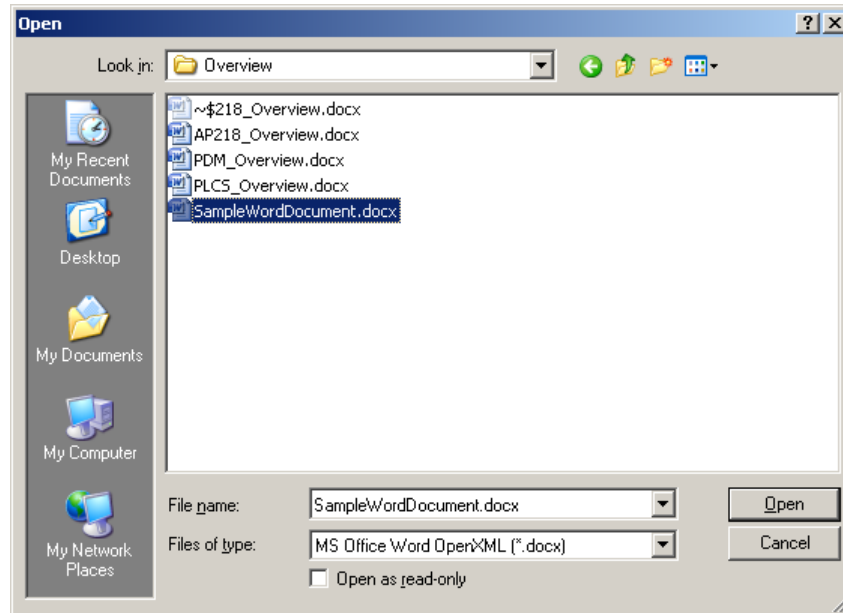 Open
Look in: Overview
~$218_Overview.docx
AP218_Overview.docx
PDM_Overview.docx
PLCS_Overview.docx
SampleWordDocument.docx
My Recent
Documents
Desktop
My Documents
My Computer
My Network
Places
File name: SampleWordDocument.docx Open
Files of type: MS Office Word OpenXML (*.docx) Cancel
Open as read-only